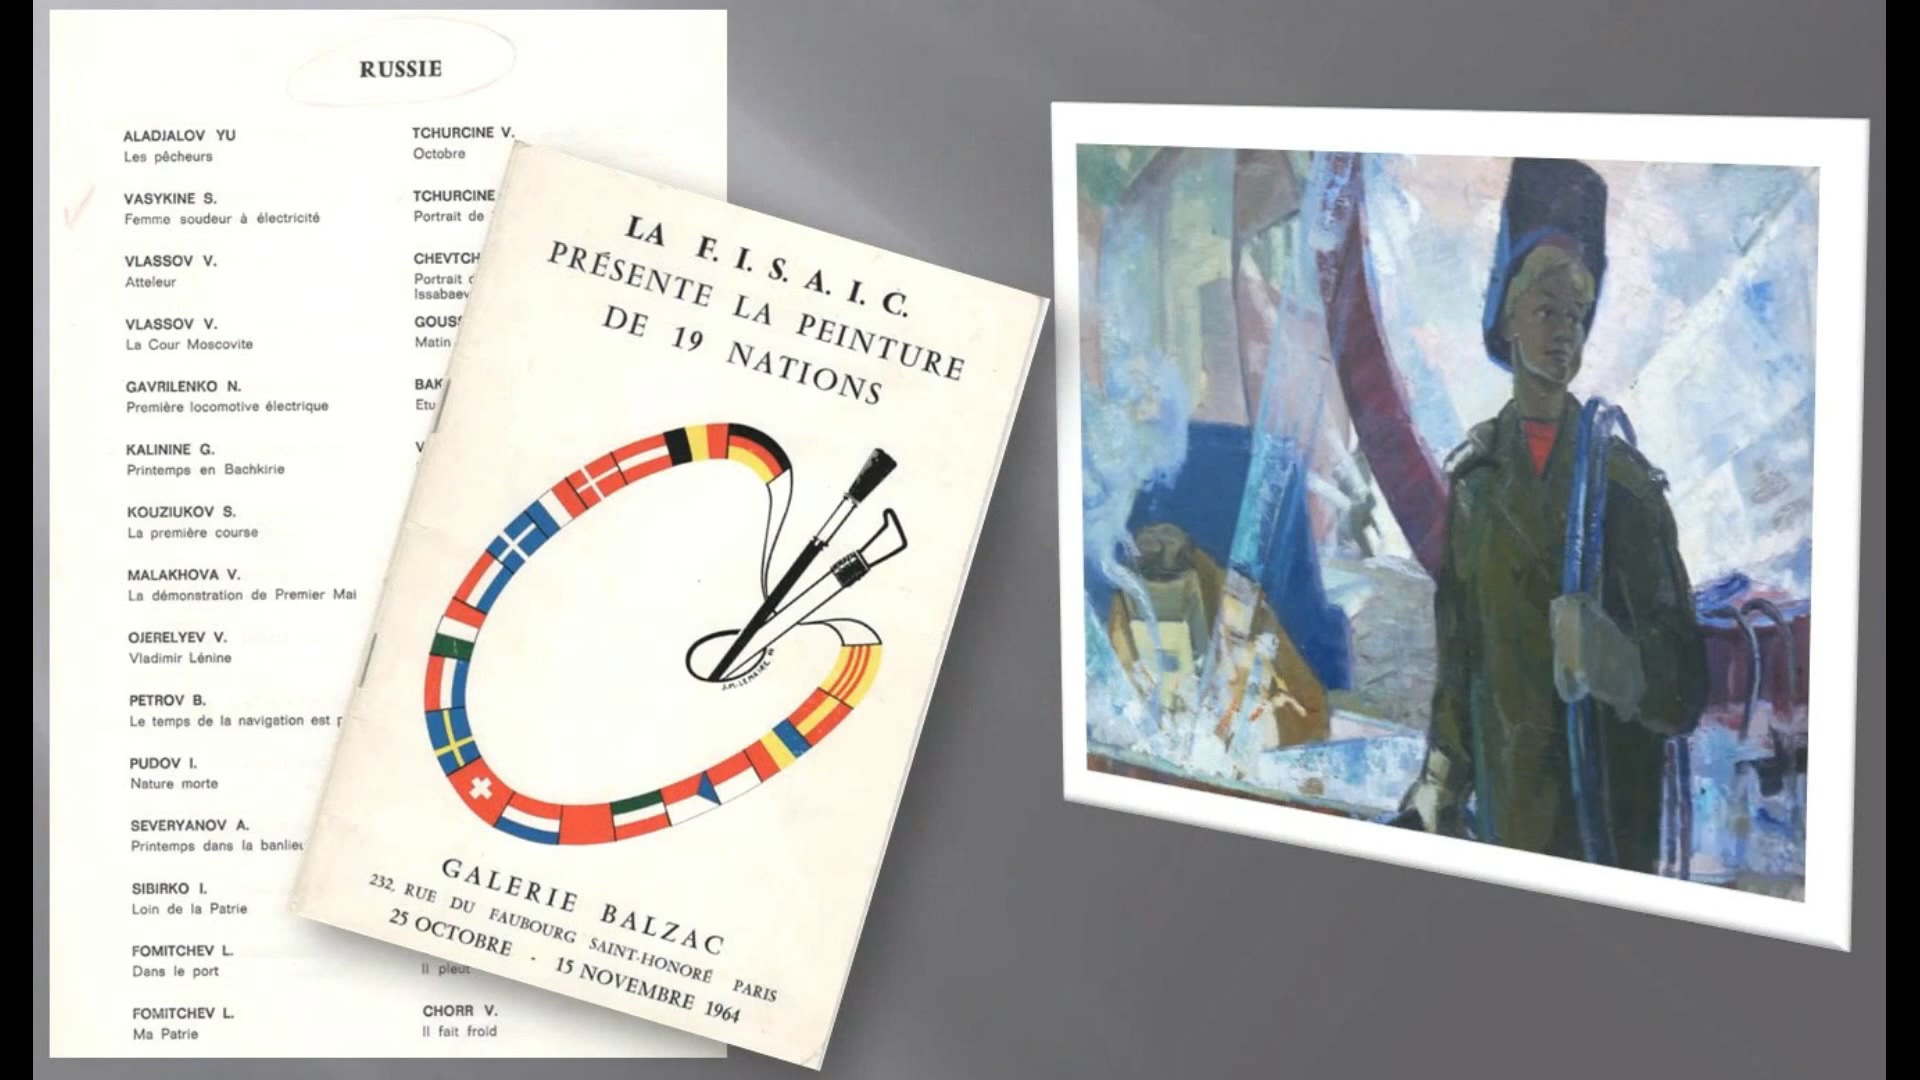 RUSSIE
ALADJALOV YU
Les pêcheurs
VASYKINE S.
Femme soudeur à électricité
VLASSOV V.
Atteleur
VLASSOV V.
La Cour Moscovite
GAVRILENKO N.
Première locomotive électrique
KALININE G.
Printemps en Bachkirie
KOUZIUKOV S.
La première course
MALAKHOVA V.
La démonstration de Premier Mai
OJERELYEV V.
Vladimir Lénine
PETROV B.
Le temps de la navigation est
PUDOV I.
Nature morte
SEVERYANOV A.
Printemps dans la
SIBIRKO I.
Loin de la Patrie
FOMITCHEV L.
Dans le port
FOMITCHEV L.
Ma Patrie
TCHURCINE V.
Octobre
TCHURCINE
Portrait de
Portrait
Matin
Il pleut
CHORR V.
Il fait froid
LA F. I. S. A. I. C.
PRÉSENTE LA PEINTURE
DE 19 NATIONS
J.M. LEMAIRE
GALERIE BALZAC
232, RUE DU FAUBOURG SAINT-HONORÉ PARIS
25 OCTOBRE - 15 NOVEMBRE 1964